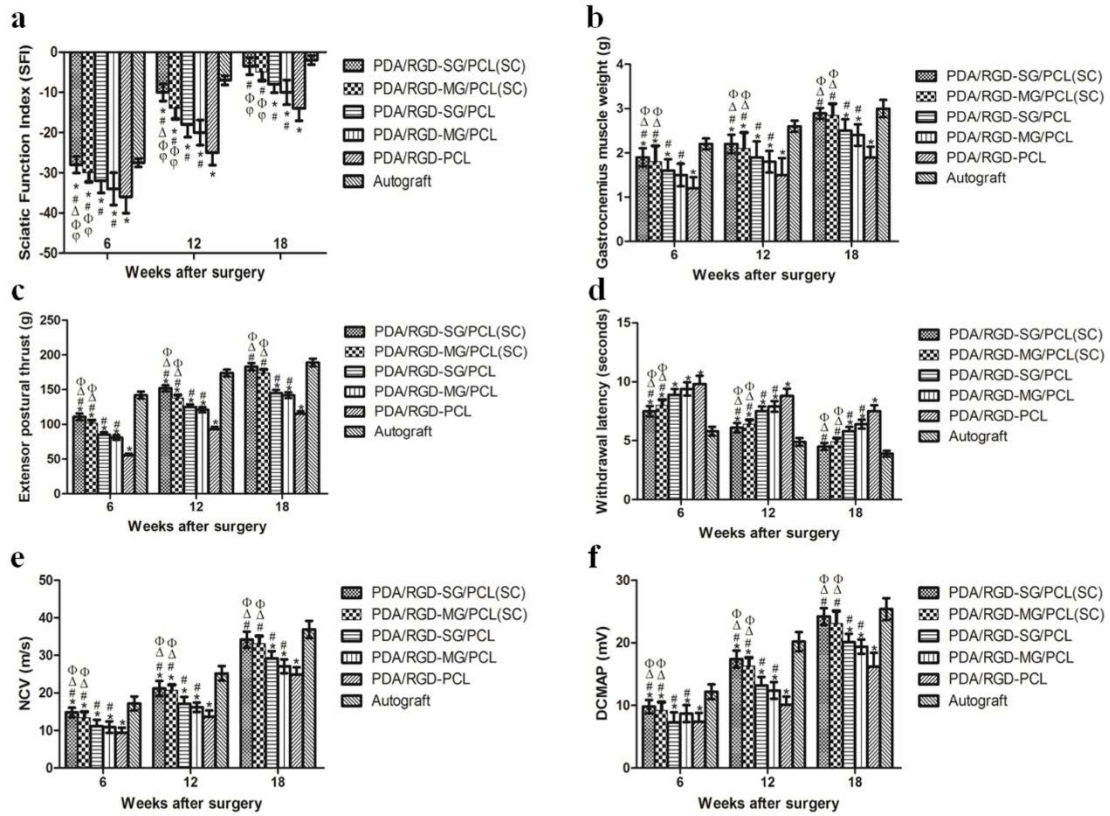 a
Sciatic Function Index (SFI)
0
-10
-20
-30
-40
-50
6
12
18
Weeks after surgery
PDA/RGD-SG/PCL(SC)
PDA/RGD-MG/PCL(SC)
PDA/RGD-SG/PCL
PDA/RGD-MG/PCL
PDA/RGD-PCL
Autograft
b
Gastrocnemius muscle weight (g)
4
3
2
1
0
6
12
18
Weeks after surgery
PDA/RGD-SG/PCL(SC)
PDA/RGD-MG/PCL(SC)
PDA/RGD-SG/PCL
PDA/RGD-MG/PCL
PDA/RGD-PCL
Autograft
c
Extensor postural thrust (g)
250
200
150
100
50
0
6
12
18
Weeks after surgery
PDA/RGD-SG/PCL(SC)
PDA/RGD-MG/PCL(SC)
PDA/RGD-SG/PCL
PDA/RGD-MG/PCL
PDA/RGD-PCL
Autograft
d
Withdrawal latency (seconds)
15
10
5
0
6
12
18
Weeks after surgery
PDA/RGD-SG/PCL(SC)
PDA/RGD-MG/PCL(SC)
PDA/RGD-SG/PCL
PDA/RGD-MG/PCL
PDA/RGD-PCL
Autograft
e
NCV (m/s)
50
40
30
20
10
0
6
12
18
Weeks after surgery
PDA/RGD-SG/PCL(SC)
PDA/RGD-MG/PCL(SC)
PDA/RGD-SG/PCL
PDA/RGD-MG/PCL
PDA/RGD-PCL
Autograft
f
DCMAP (mV)
30
20
10
0
6
12
18
Weeks after surgery
PDA/RGD-SG/PCL(SC)
PDA/RGD-MG/PCL(SC)
PDA/RGD-SG/PCL
PDA/RGD-MG/PCL
PDA/RGD-PCL
Autograft